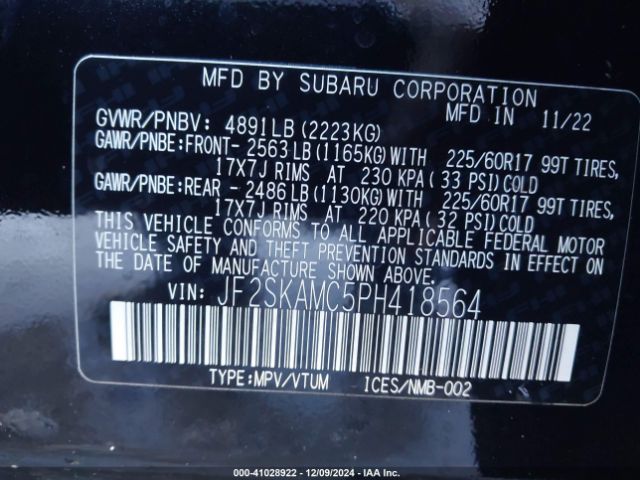 MFD BY SUBARU CORPORATION
MFD IN 11/22
GVWR/PNBV: 4891LB (2223KG)
GAWR/PNBE:FRONT- 2563LB (1165KG) WITH 225/60R17 99T TIRES,
17X7J RIMS AT 230 KPA( 33 PSI) COLD
GAWR/PNBE:REAR - 2486LB (1130KG) WITH 225/60R17 99T TIRES,
17X7J RIMS AT 220 KPA( 32 PSI) COLD
THIS VEHICLE CONFORMS TO ALL APPLICABLE FEDERAL MOTOR
VEHICLE SAFETY AND THEFT PREVENTION STANDARDS IN EFFECT ON
THE DATE OF MANUFACTURE SHOWN ABOVE.
VIN: JF2SKAMC5PH418564
TYPE:MPV/VTUM ICES/NMB-002
000-41028922 - 12/09/2024 - IAA Inc.